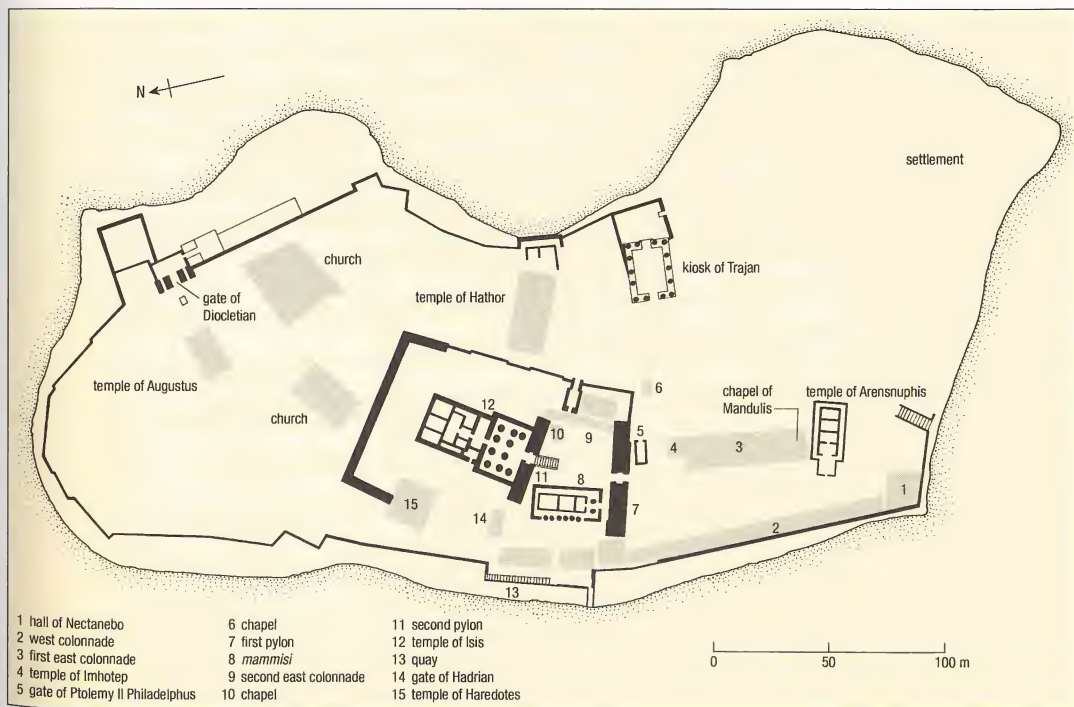 N
settlement
church
kiosk of Trajan
temple of Hathor
gate of
Diocletian
temple of Augustus
church
chapel of
Mandulis
temple of Arensnuphis
12
10
9
6
5
4
3
11
8
7
1
2
15
14
13
1 hall of Nectanebo
2 west colonnade
3 first east colonnade
4 temple of Imhotep
5 gate of Ptolemy II Philadelphus
6 chapel
7 first pylon
8 mammisi
9 second east colonnade
10 chapel
11 second pylon
12 temple of Isis
13 quay
14 gate of Hadrian
15 temple of Haredotes
0 50 100 m